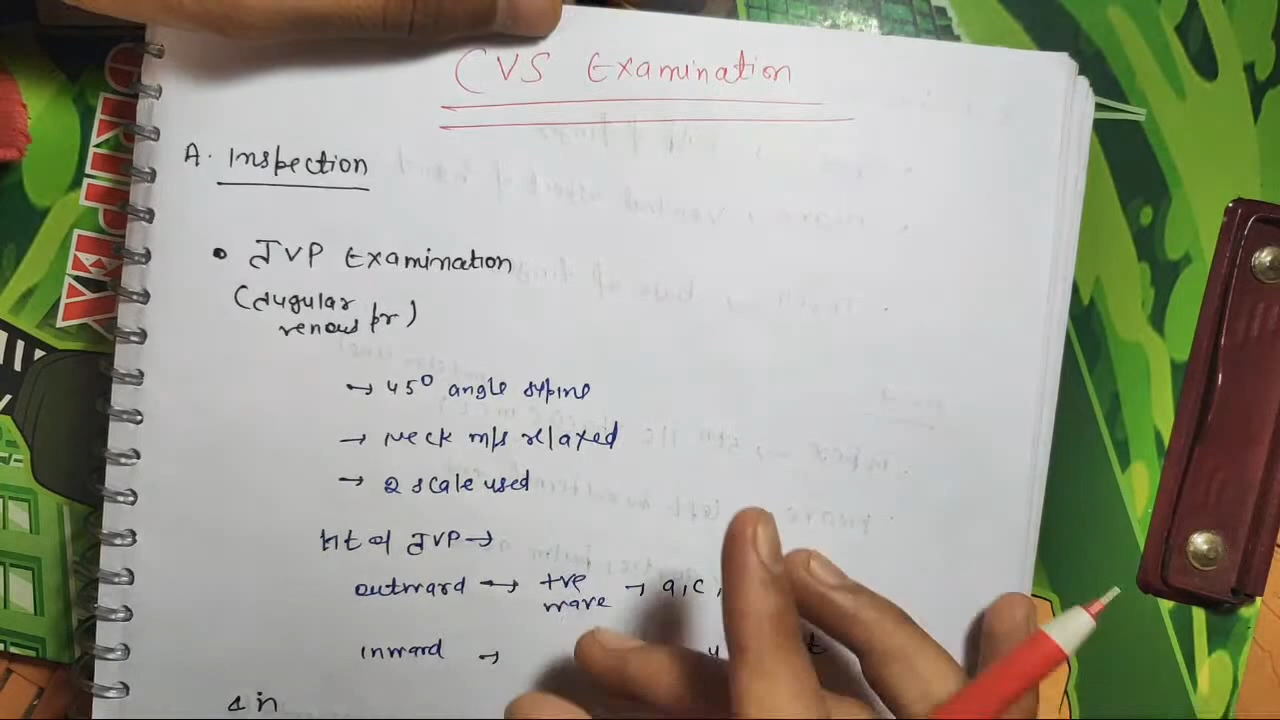 CVS Examination
A. Inspection
• JVP Examination
(Jugular
venous pr)
→ 45° angle supine
→ Neck m/s relaxed
→ 2 scale used
Ht of JVP →
outward → +ve
wave → a, c,
inward →